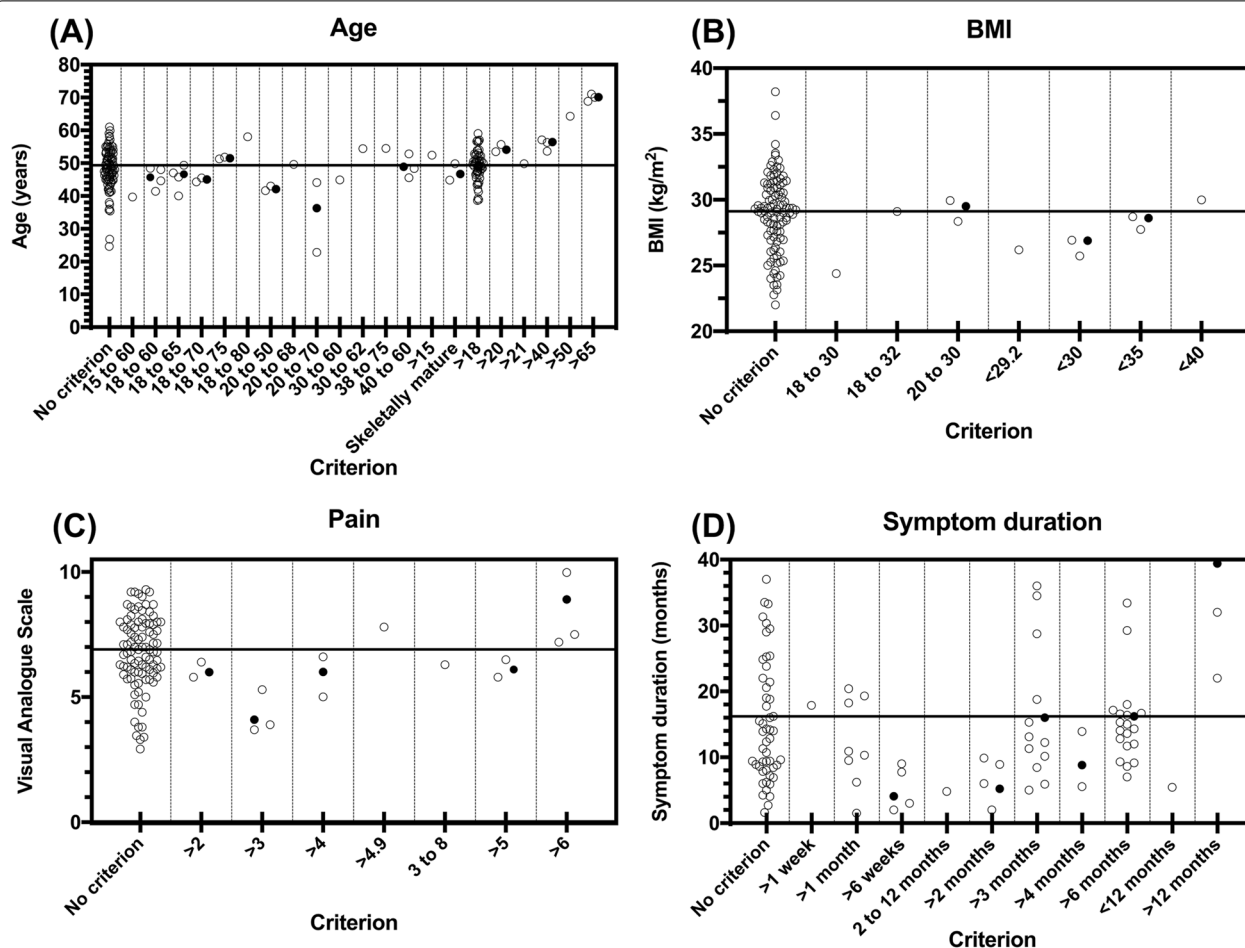 (A) Age
Age (years)
80
70
60
50
40
30
20
10
0
No criterion
15 to 60
18 to 60
18 to 65
18 to 70
18 to 75
18 to 80
20 to 50
20 to 68
20 to 70
30 to 60
30 to 62
38 to 75
40 to 60
>15
Skeletally mature
>18
>20
>21
>40
>50
>65
Criterion
(B) BMI
BMI (kg/m²)
40
35
30
25
20
No criterion
18 to 30
18 to 32
20 to 30
<29.2
<30
<35
<40
Criterion
(C) Pain
Visual Analogue Scale
10
5
0
No criterion
>2
>3
>4
>4.9
3 to 8
>5
>6
Criterion
(D) Symptom duration
Symptom duration (months)
40
30
20
10
0
No criterion
>1 week
>1 month
>6 weeks
2 to 12 months
>2 months
>3 months
>4 months
>6 months
<12 months
>12 months
Criterion